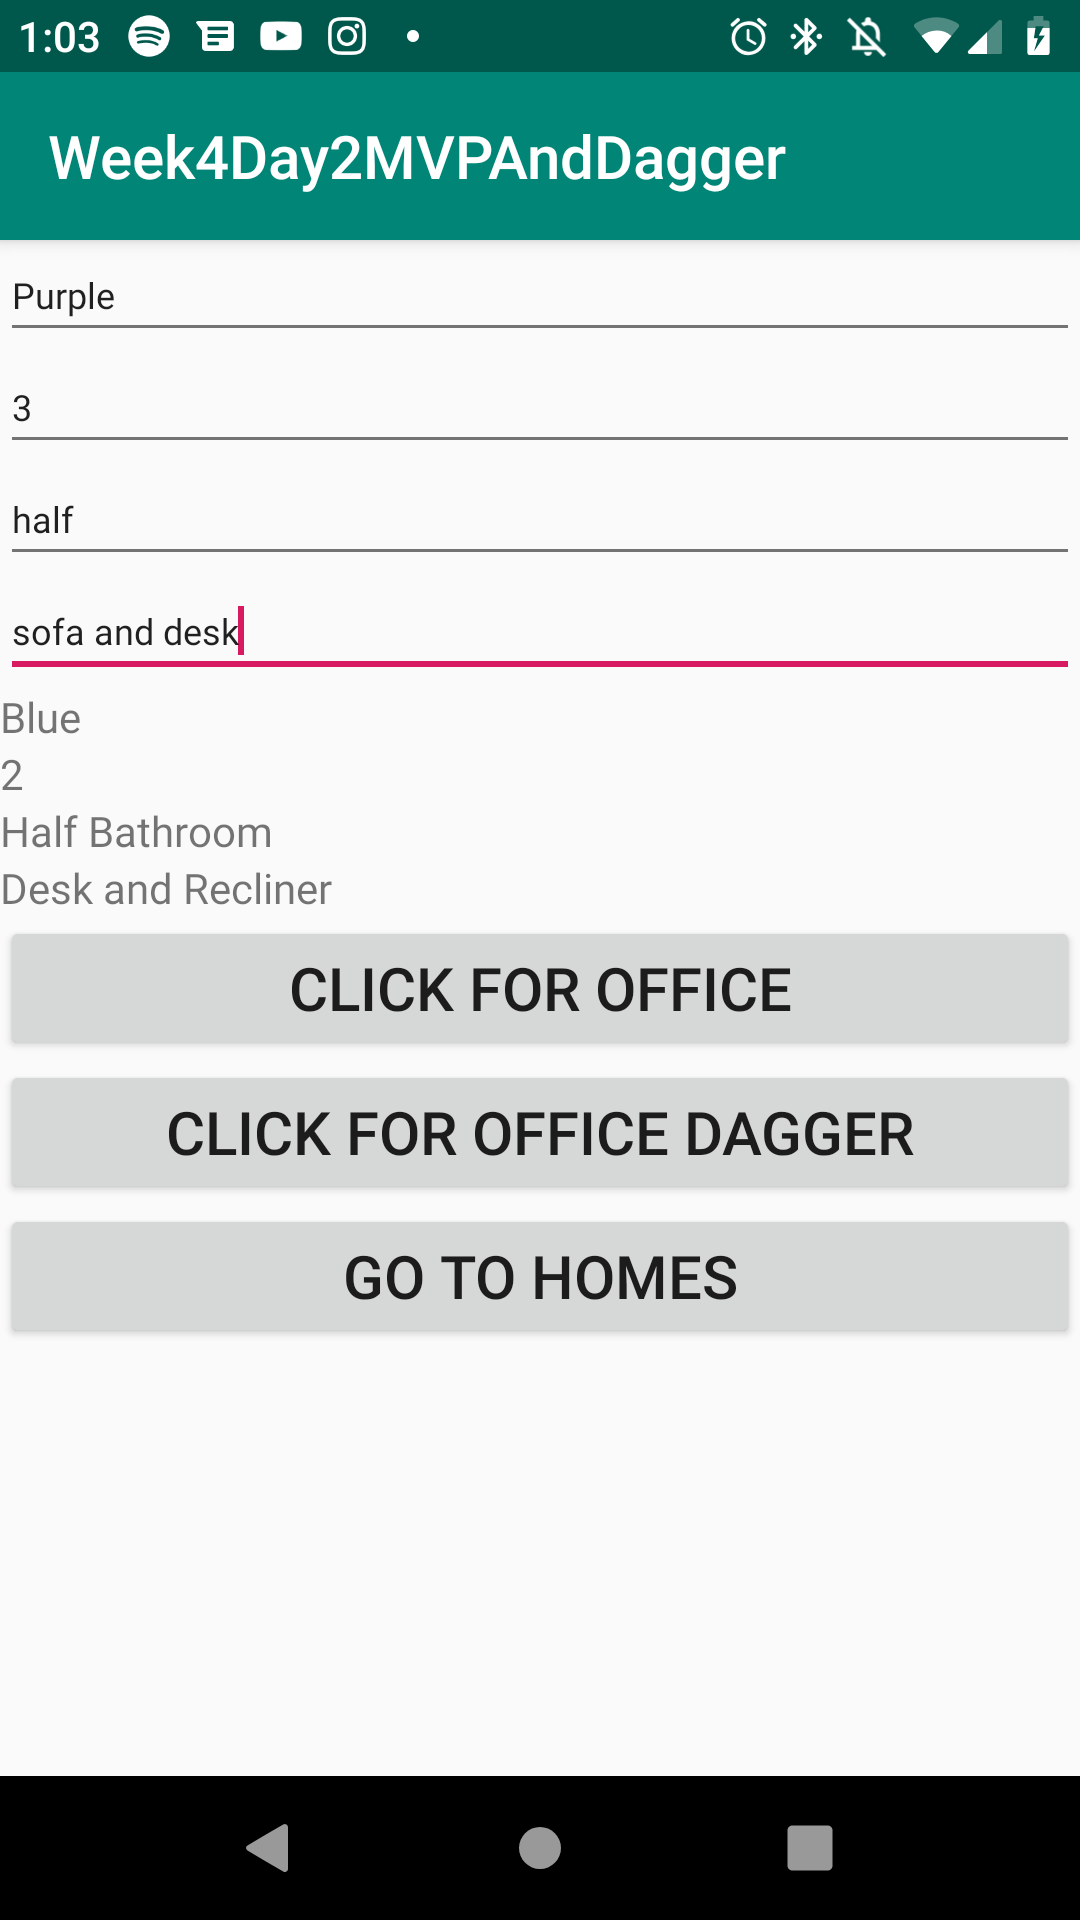 1:03
Week4Day2MVPAndDagger
Purple
3
half
sofa and desk
Blue
2
Half Bathroom
Desk and Recliner
CLICK FOR OFFICE
CLICK FOR OFFICE DAGGER
GO TO HOMES